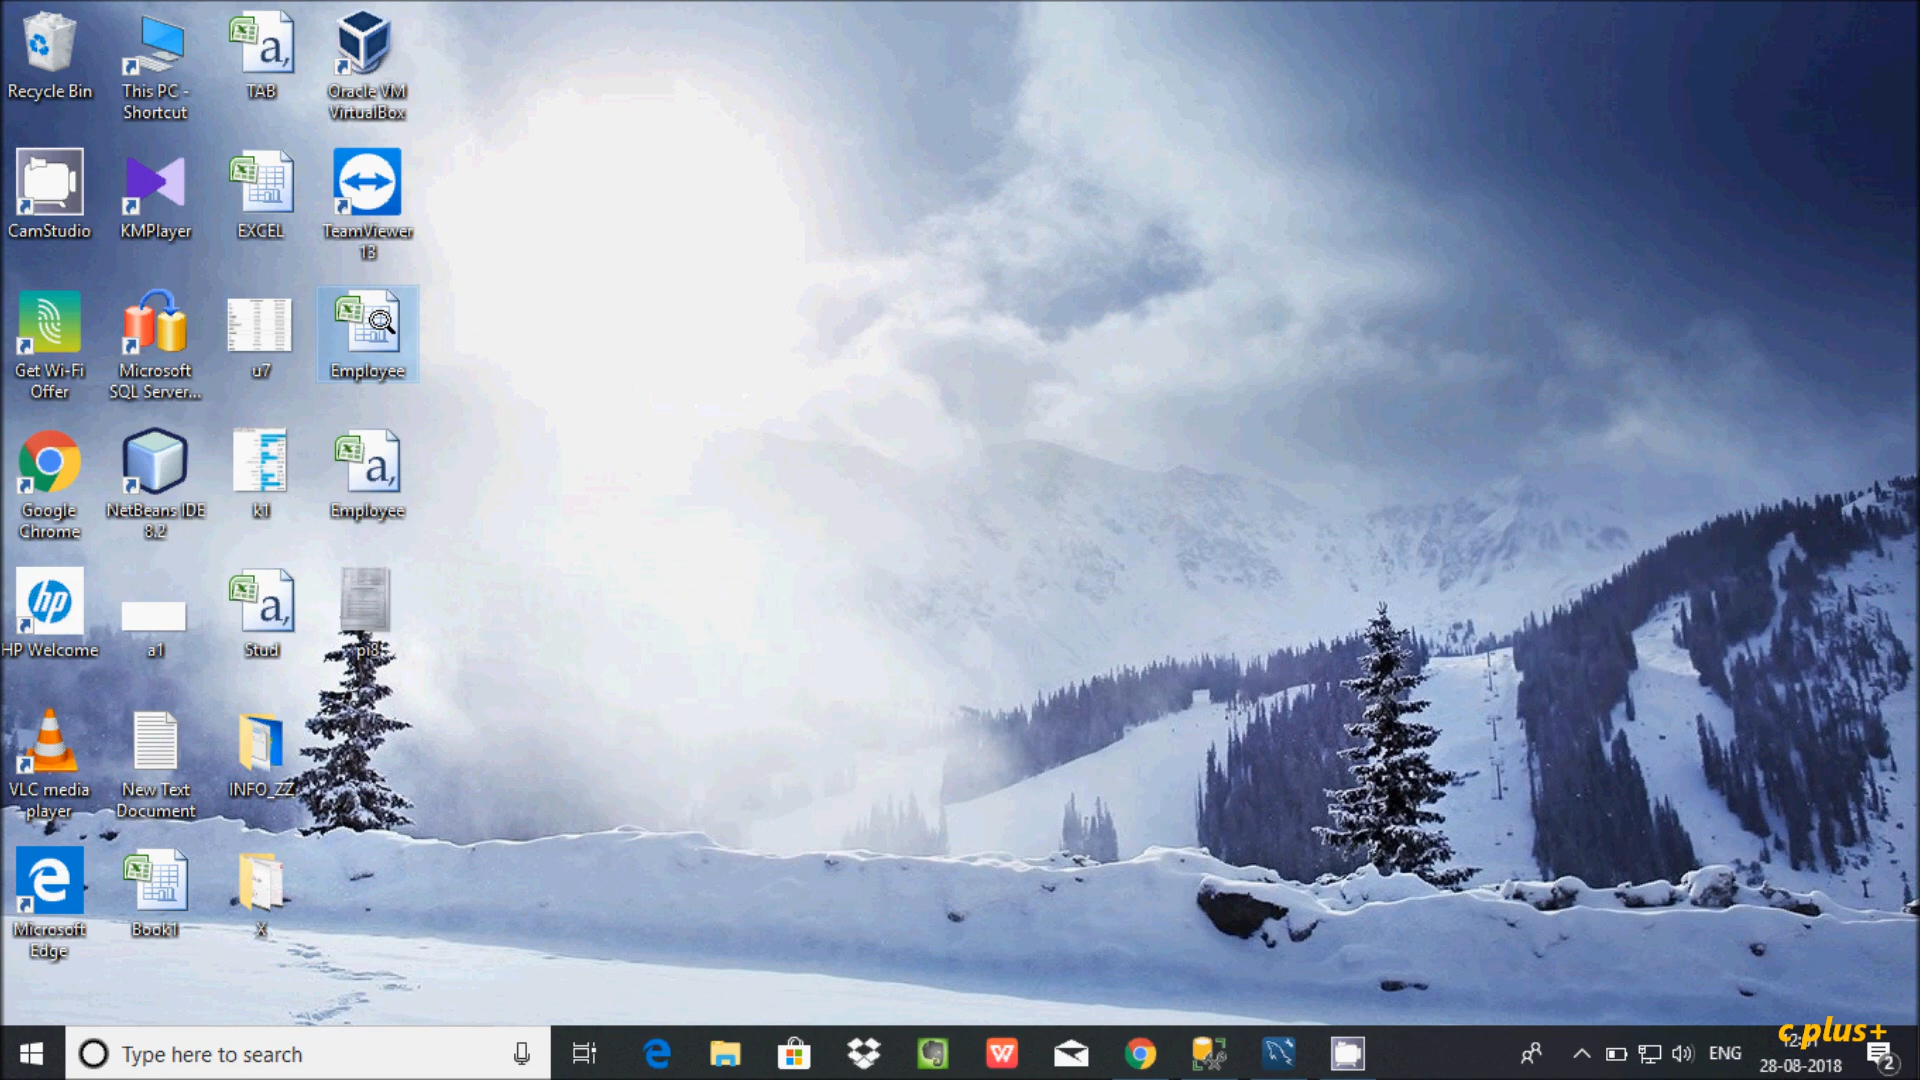 Recycle Bin
This PC -
Shortcut
TAB
Oracle VM
VirtualBox
CamStudio
KMPlayer
EXCEL
TeamViewer
13
Get Wi-Fi
Offer
Microsoft
SQL Server...
u7
Employee
Google
Chrome
NetBeans IDE
8.2
k1
Employee
HP Welcome
a1
Stud
pi8
VLC media
player
New Text
Document
INFO_ZZ
Microsoft
Edge
Book1
X
Type here to search
ENG
c plus+
28-08-2018
2